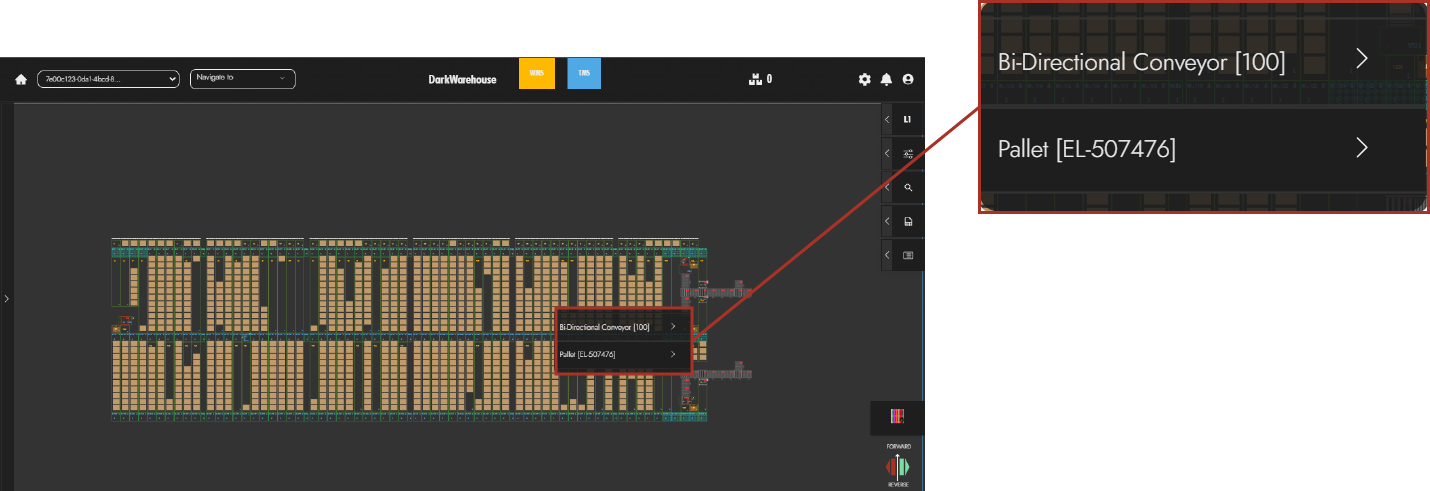 Bi-Directional Conveyor [100]
Pallet [EL-507476]
7e00c123-0da1-4bcd-8...
Navigate to
DarkWarehouse
WMS
TMS
0
L1
Bi-Directional Conveyor [100]
Pallet [EL-507476]
FORWARD
REVERSE